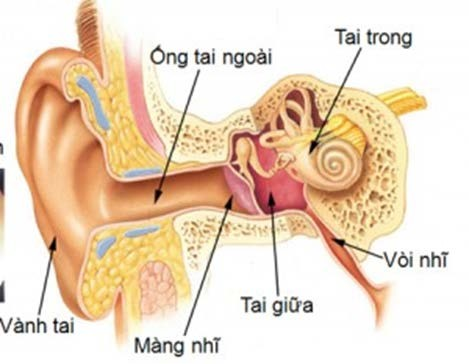 Tai trong
Ống tai ngoài
Vòi nhĩ
Tai giữa
Vành tai
Màng nhĩ